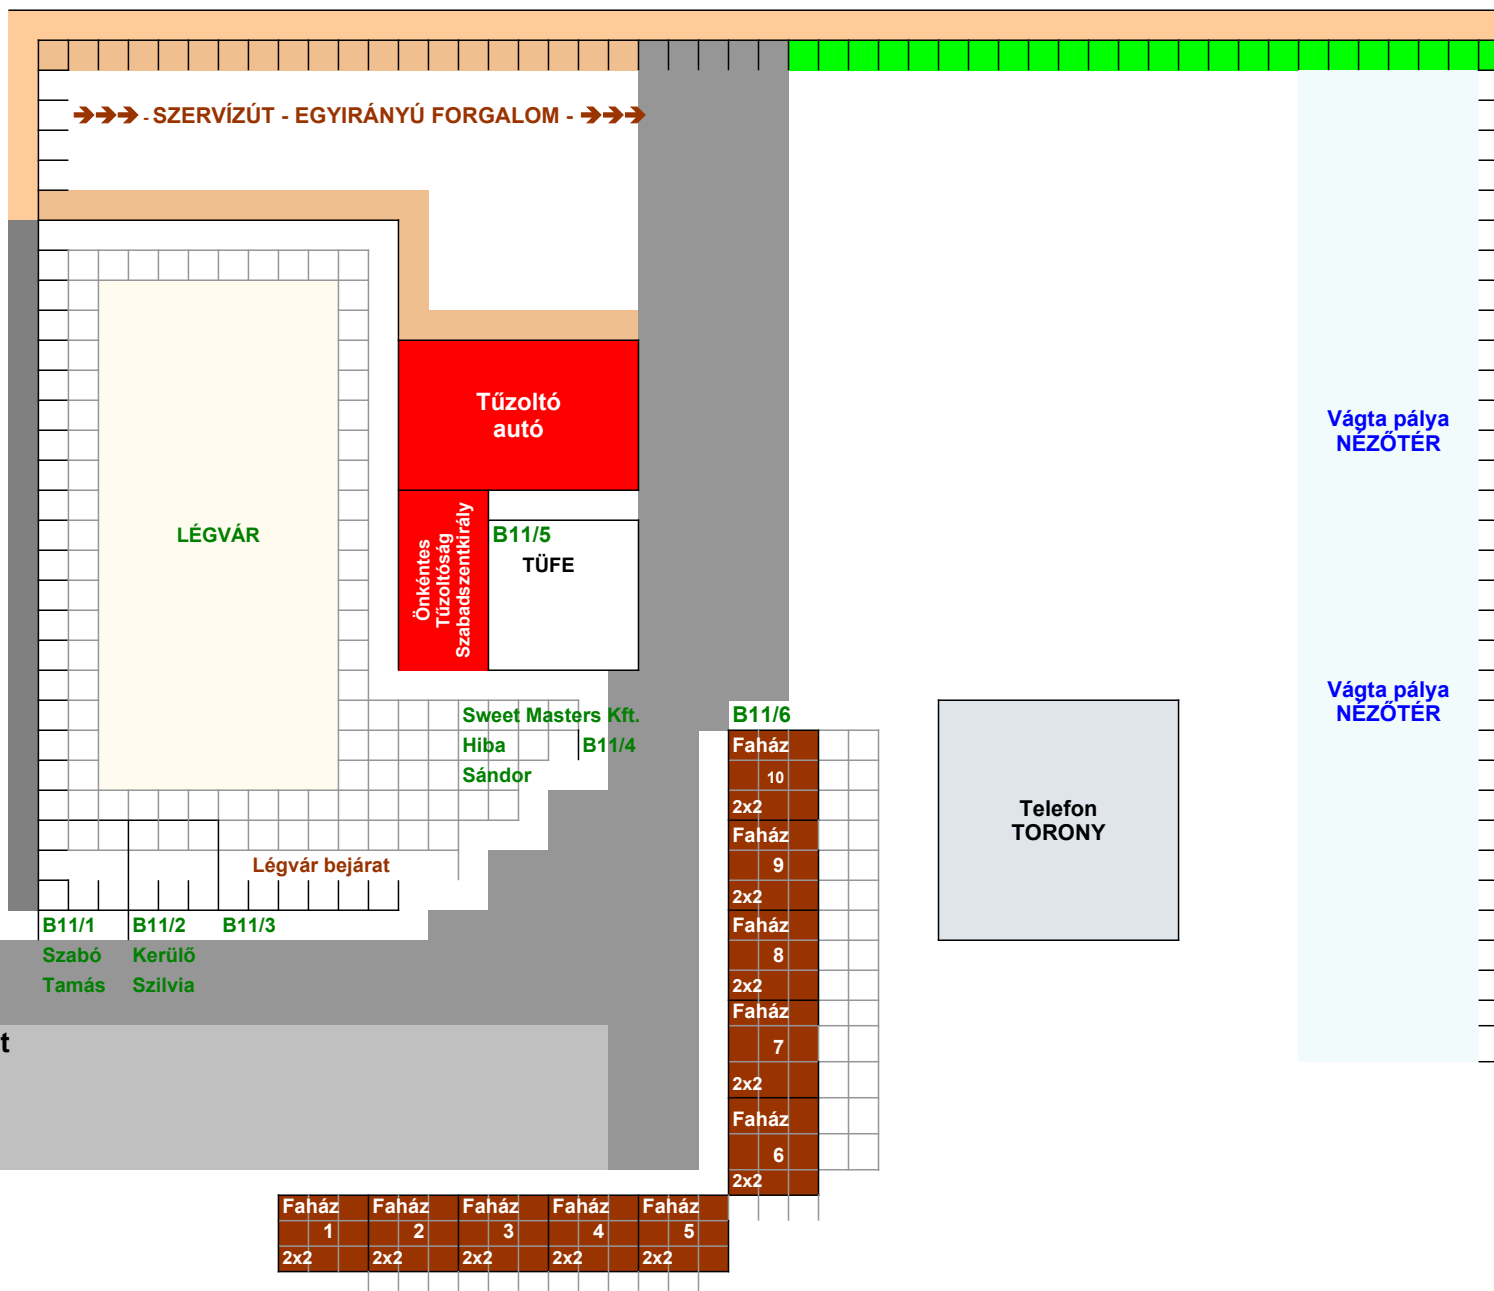 ➔➔➔ - SZERVÍZÚT - EGYIRÁNYÚ FORGALOM - ➔➔➔
Tűzoltó
autó
Vágta pálya
NÉZŐTÉR
LÉGVÁR
Önkéntes
Tűzoltóság
Szabadszentkirály
B11/5
TÜFE
Vágta pálya
NÉZŐTÉR
Sweet Masters Kft.
Hiba
B11/4
Sándor
B11/6
Faház
10
2x2
Telefon
TORONY
Faház
9
2x2
Légvár bejárat
B11/1
B11/2
B11/3
Szabó
Kerülő
Tamás
Szilvia
Faház
8
2x2
t
Faház
7
2x2
Faház
6
2x2
Faház
Faház
Faház
Faház
Faház
1
2
3
4
5
2x2
2x2
2x2
2x2
2x2